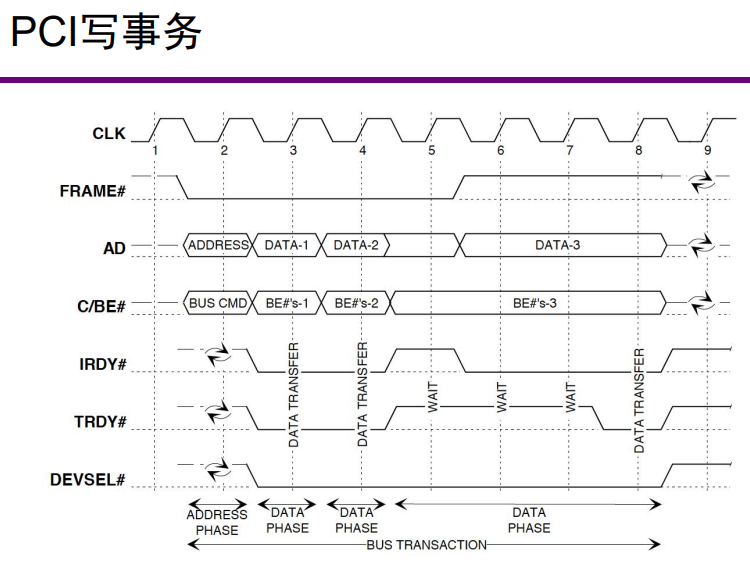 PCI写事务
CLK
1 2 3 4 5 6 7 8 9
FRAME#
AD
ADDRESS DATA-1 DATA-2 DATA-3
C/BE#
BUS CMD BE#'s-1 BE#'s-2 BE#'s-3
IRDY#
TRDY#
DATA TRANSFER
DATA TRANSFER
WAIT
WAIT
WAIT
DATA TRANSFER
DEVSEL#
ADDRESS PHASE
DATA PHASE
DATA PHASE
DATA PHASE
BUS TRANSACTION